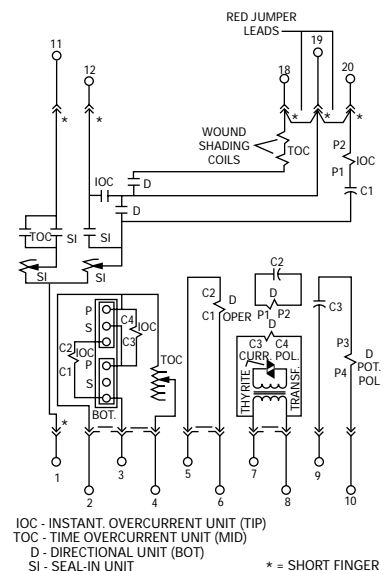 RED JUMPER
LEADS
11
19
12
18
20
*
*
*
*
*
WOUND
SHADING
COILS
TOC
P2
IOC
P1
C1
IOC
D
D
TOC
SI
SI
SI
SI
C2
D
P1 P2
C2
D
C1
OPER
C3
P
C4
IOC
S
C3
C2
IOC
P
C1
S
BOT.
TOC
D
C3 C4
CURR. POL.
THYRITE
TRANSF.
P3
D
P4
POT.
POL
*
1
2
3
4
5
6
7
8
9
10
IOC - INSTANT. OVERCURRENT UNIT (TIP)
TOC - TIME OVERCURRENT UNIT (MID)
D - DIRECTIONAL UNIT (BOT)
SI - SEAL-IN UNIT
* = SHORT FINGER